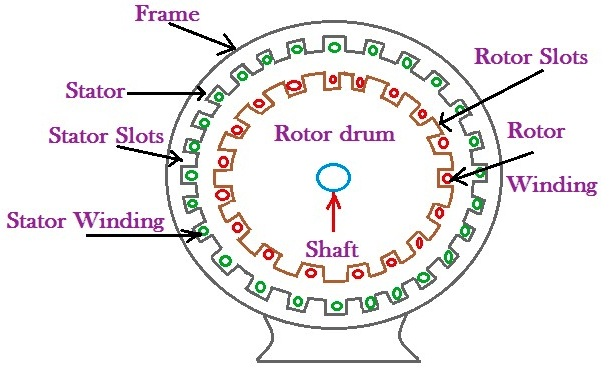 Frame
Stator
Rotor Slots
Stator Slots
Rotor drum
Rotor
Winding
Stator Winding
Shaft